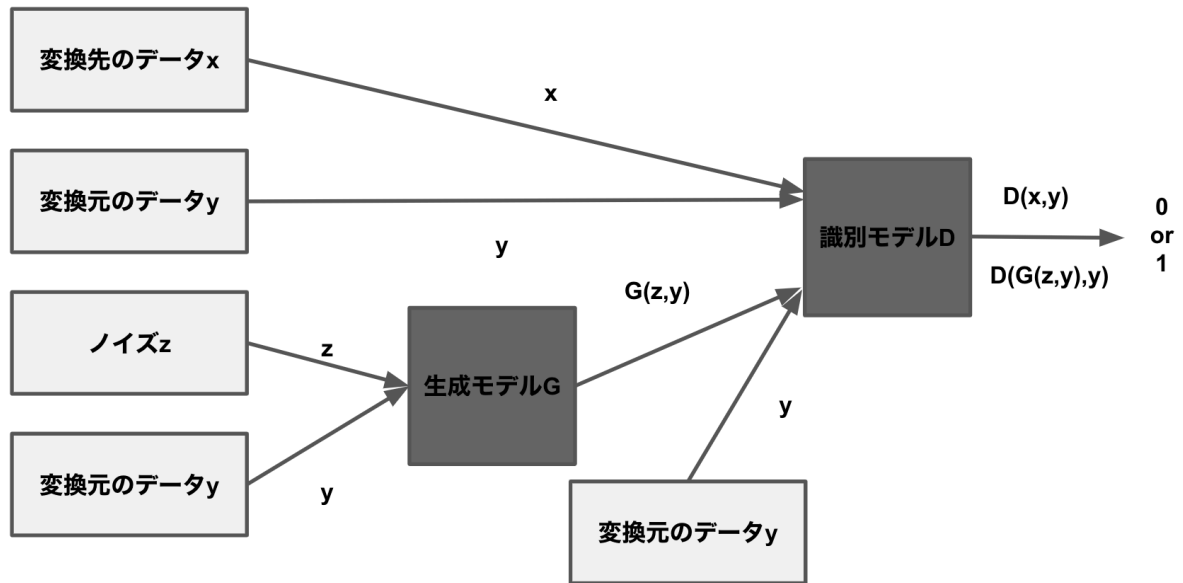 変換先のデータx
x
変換元のデータy
y
D(x,y)
識別モデルD
0
or
1
D(G(z,y),y)
G(z,y)
ノイズz
z
生成モデルG
y
変換元のデータy
y
変換元のデータy